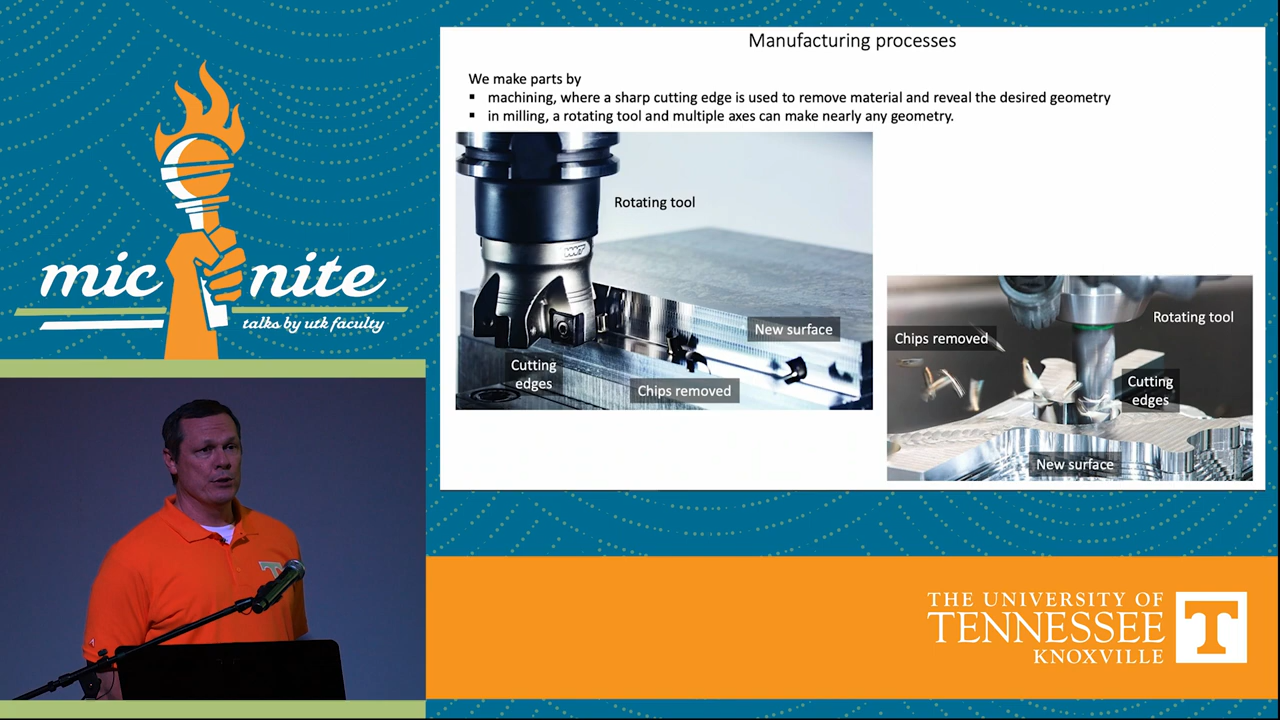 Manufacturing processes
We make parts by
▪ machining, where a sharp cutting edge is used to remove material and reveal the desired geometry
▪ in milling, a rotating tool and multiple axes can make nearly any geometry.
Rotating tool
New surface
Cutting
edges
Chips removed
Rotating tool
Chips removed
Cutting
edges
New surface
mic nite
talks by utk faculty
T
THE UNIVERSITY OF
TENNESSEE
KNOXVILLE
T